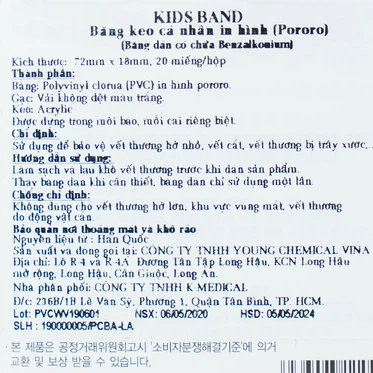 KIDS BAND
Băng keo cá nhân in hình (Pororo)
(Băng dán có chứa Benzalkonium)
Kích thước: 72mm x 18mm, 20 miếng/hộp
Thành phần:
Băng: Polyvinyl clorua (PVC) in hình pororo.
Gạc: Vải không dệt màu trắng.
Keo: Acrylic
Được đựng trong mỗi bao, mỗi cái riêng biệt.
Chỉ định:
Sử dụng để bảo vệ vết thương hở nhỏ, vết cắt, vết thương bị trầy xước,..
Hướng dẫn sử dụng:
Làm sạch và lau khô vết thương trước khi dán sản phẩm.
Thay băng dán khi cần thiết, băng dán chỉ sử dụng một lần.
Chống chỉ định:
Không dùng cho vết thương hở lớn, khu vực vùng mắt, vết thương
do động vật cắn.
Bảo quản nơi thoáng mát và khô ráo
Nguyên liệu từ: Hàn Quốc
Sản xuất và đóng gói tại: CÔNG TY TNHH YOUNG CHEMICAL VINA
Địa chỉ: Lô R-4 và R-4A Đường Tân Tập Long Hậu, KCN Long Hậu
mở rộng, Long Hậu, Cần Giuộc, Long An.
Nhà phân phối: CÔNG TY TNHH K-MEDICAL
Đ/c: 216B/1B Lê Văn Sỹ, Phường 1, Quận Tân Bình, TP. HCM.
Lot: PVCWV190601 NSX: 06/05/2020 HSD: 05/05/2024
SLH : 190000005/PCBA-LA
· 본 제품은 공정거래위원회고시 '소비자분쟁해결기준'에 의거
교환 및 보상 받을 수 있습니다.